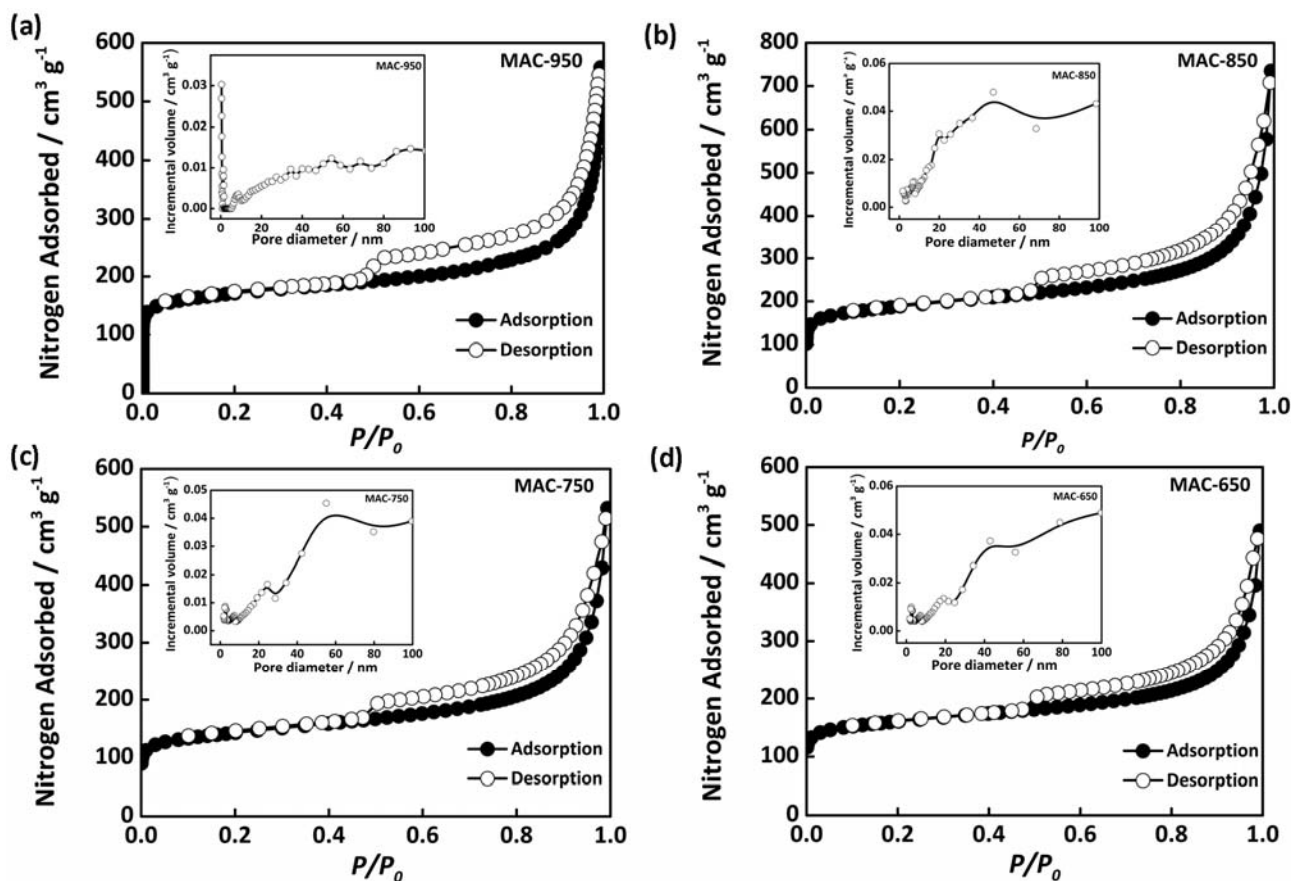 (a)
600
500
400
300
200
100
0
Nitrogen Adsorbed / cm³ g⁻¹
MAC-950
MAC-950
0.03
0.02
0.01
0.00
Incremental volume / cm³ g⁻¹
0 20 40 60 80 100
Pore diameter / nm
Adsorption
Desorption
0.0 0.2 0.4 0.6 0.8 1.0
P/P₀
(b)
800
700
600
500
400
300
200
100
0
Nitrogen Adsorbed / cm³ g⁻¹
MAC-850
MAC-850
0.06
0.04
0.02
0.00
Incremental volume / cm³ g⁻¹
0 20 40 60 80 100
Pore diameter / nm
Adsorption
Desorption
0.0 0.2 0.4 0.6 0.8 1.0
P/P₀
(c)
600
500
400
300
200
100
0
Nitrogen Adsorbed / cm³ g⁻¹
MAC-750
MAC-750
0.05
0.04
0.03
0.02
0.01
0.00
Incremental volume / cm³ g⁻¹
0 20 40 60 80 100
Pore diameter / nm
Adsorption
Desorption
0.0 0.2 0.4 0.6 0.8 1.0
P/P₀
(d)
600
500
400
300
200
100
0
Nitrogen Adsorbed / cm³ g⁻¹
MAC-650
MAC-650
0.06
0.04
0.02
0.00
Incremental volume / cm³ g⁻¹
0 20 40 60 80 100
Pore diameter / nm
Adsorption
Desorption
0.0 0.2 0.4 0.6 0.8 1.0
P/P₀